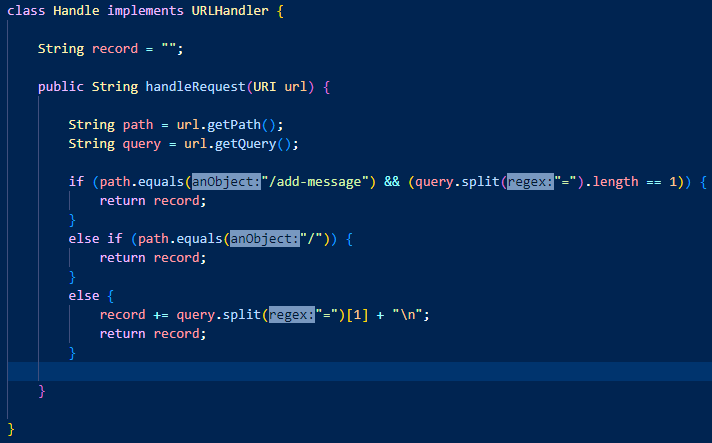 class Handle implements URLHandler {
String record = "";
public String handleRequest(URI url) {
String path = url.getPath();
String query = url.getQuery();
if (path.equals(anObject:"/add-message") && (query.split(regex:"=").length == 1)) {
return record;
}
else if (path.equals(anObject:"/")) {
return record;
}
else {
record += query.split(regex:"=")[1] + "\n";
return record;
}
}
}